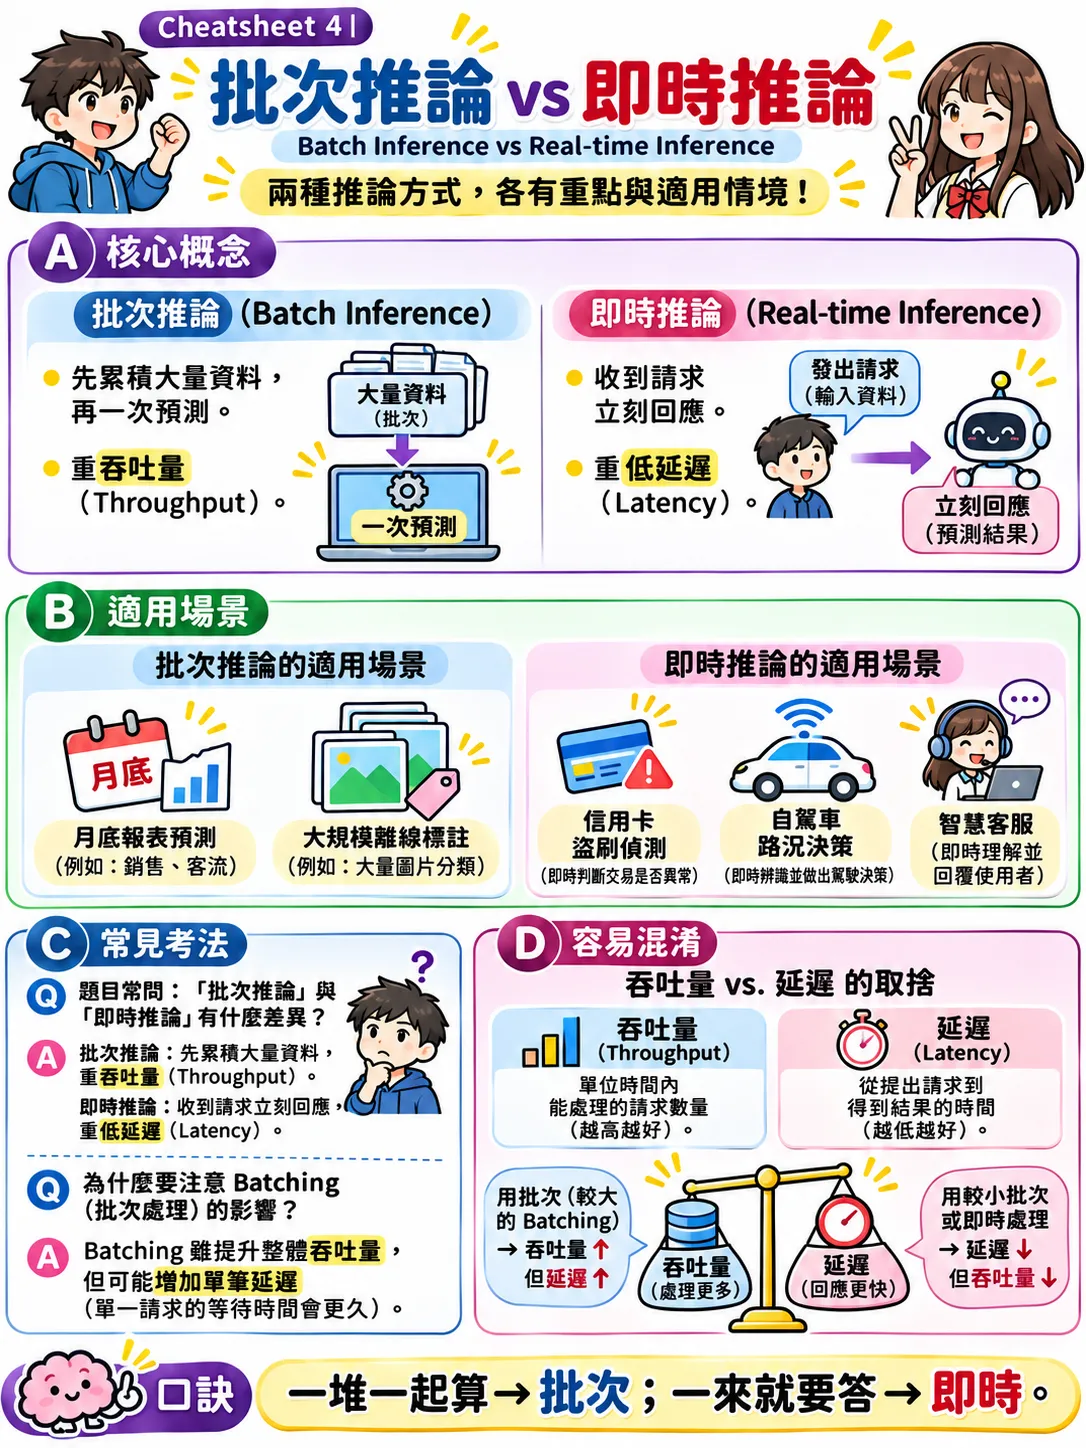 Cheatsheet 4 |
批次推論 vs 即時推論
Batch Inference vs Real-time Inference
兩種推論方式，各有重點與適用情境！
A 核心概念
批次推論（Batch Inference）
先累積大量資料，
再一次預測。
重吞吐量
（Throughput）。
大量資料
（批次）
一次預測
即時推論（Real-time Inference）
收到請求
立刻回應。
重低延遲
（Latency）。
發出請求
（輸入資料）
立刻回應
（預測結果）
B 適用場景
批次推論的適用場景
月底
月底報表預測
（例如：銷售、客流）
大規模離線標註
（例如：大量圖片分類）
即時推論的適用場景
信用卡
盜刷偵測
（即時判斷交易是否異常）
自駕車
路況決策
（即時辨識並做出駕駛決策）
智慧客服
（即時理解並
回覆使用者）
C 常見考法
?
Q 題目常問：「批次推論」與
「即時推論」有什麼差異？
A 批次推論：先累積大量資料，
重吞吐量（Throughput）。
即時推論：收到請求立刻回應，
重低延遲（Latency）。
Q 為什麼要注意 Batching
（批次處理）的影響？
A Batching 雖提升整體吞吐量，
但可能增加單筆延遲
（單一請求的等待時間會更久）。
D 容易混淆
吞吐量 vs. 延遲 的取捨
吞吐量
（Throughput）
單位時間內
能處理的請求數量
（越高越好）。
延遲
（Latency）
從提出請求到
得到結果的時間
（越低越好）。
用批次（較大
的 Batching）
→ 吞吐量↑
但延遲↑
吞吐量
（處理更多）
延遲
（回應更快）
用較小批次
或即時處理
→ 延遲↓
但吞吐量↓
口訣
一堆一起算→批次；一來就要答→即時。